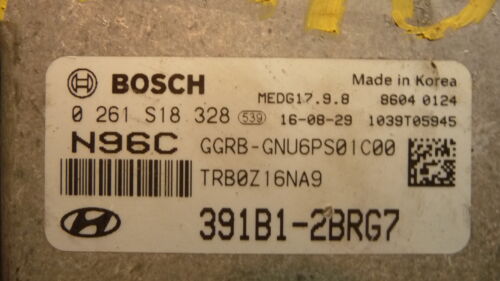 BOSCH
Made in Korea
MEDG17.9.8 8604 0124
0 261 S18 328 539 16-08-29 1039T05945
N96C GGRB-GNU6PS01C00
TRB0Z16NA9
391B1-2BRG7